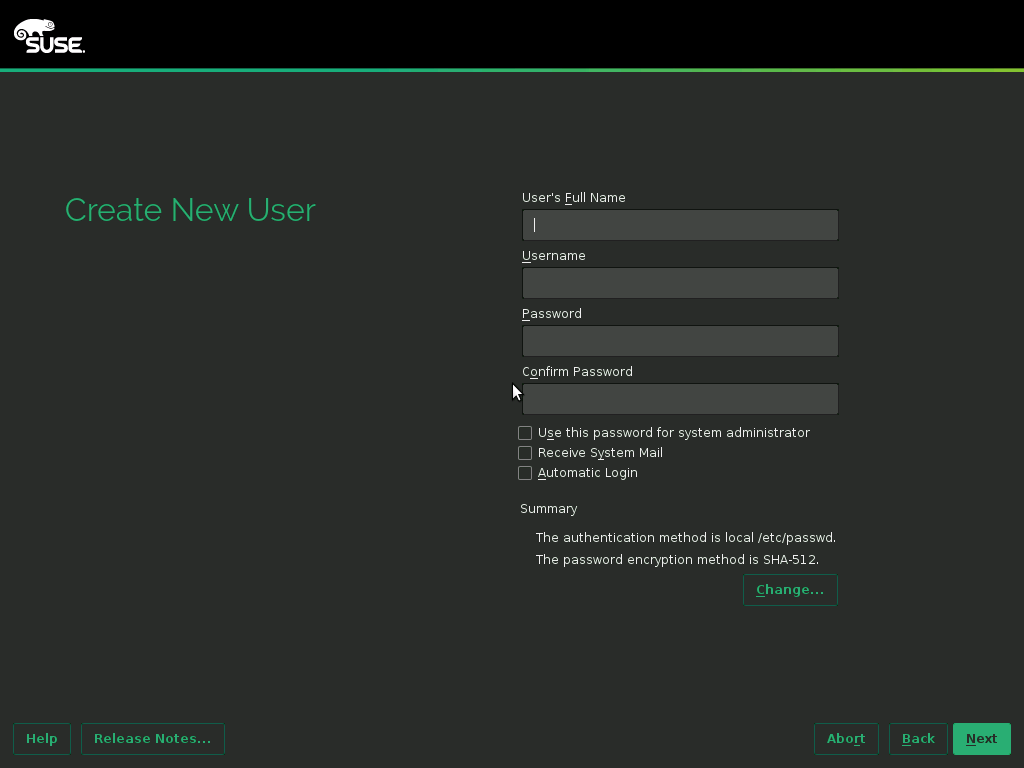 SUSE.
Create New User
User's Full Name
Username
Password
Confirm Password
Use this password for system administrator
Receive System Mail
Automatic Login
Summary
The authentication method is local /etc/passwd.
The password encryption method is SHA-512.
Change...
Help
Release Notes...
Abort
Back
Next